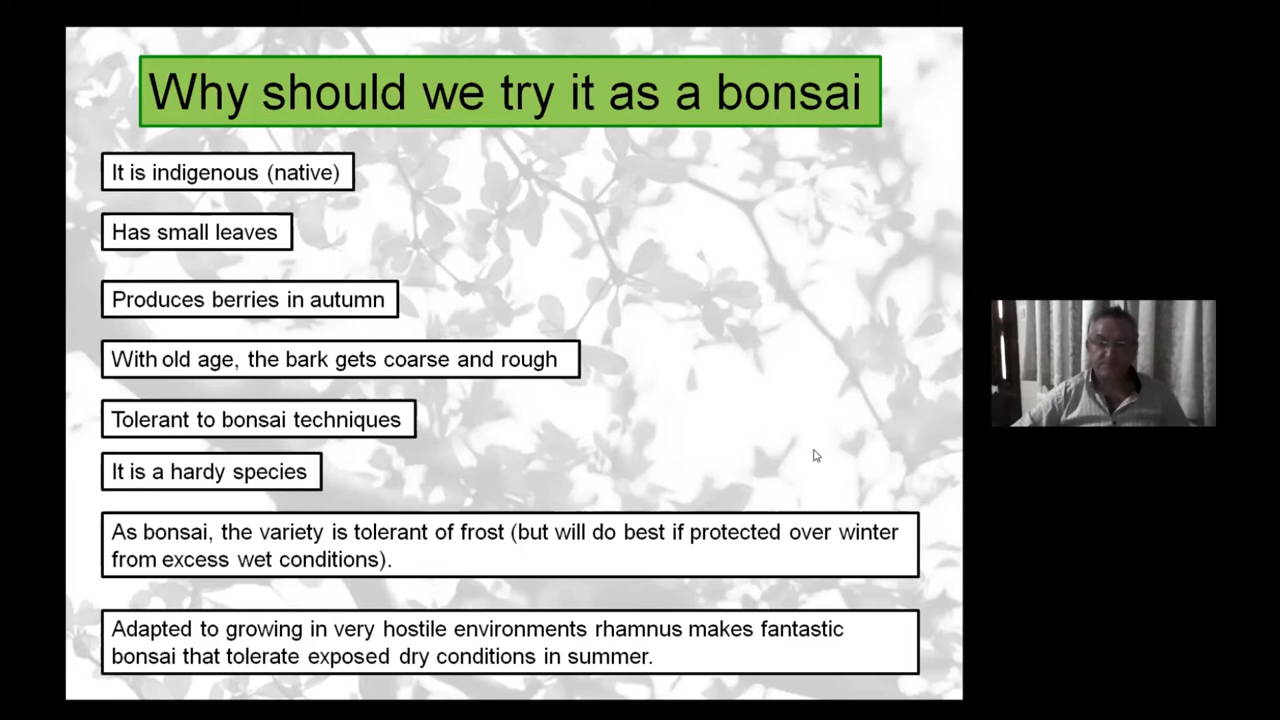 Why should we try it as a bonsai
It is indigenous (native)
Has small leaves
Produces berries in autumn
With old age, the bark gets coarse and rough
Tolerant to bonsai techniques
It is a hardy species
As bonsai, the variety is tolerant of frost (but will do best if protected over winter
from excess wet conditions).
Adapted to growing in very hostile environments rhamnus makes fantastic
bonsai that tolerate exposed dry conditions in summer.